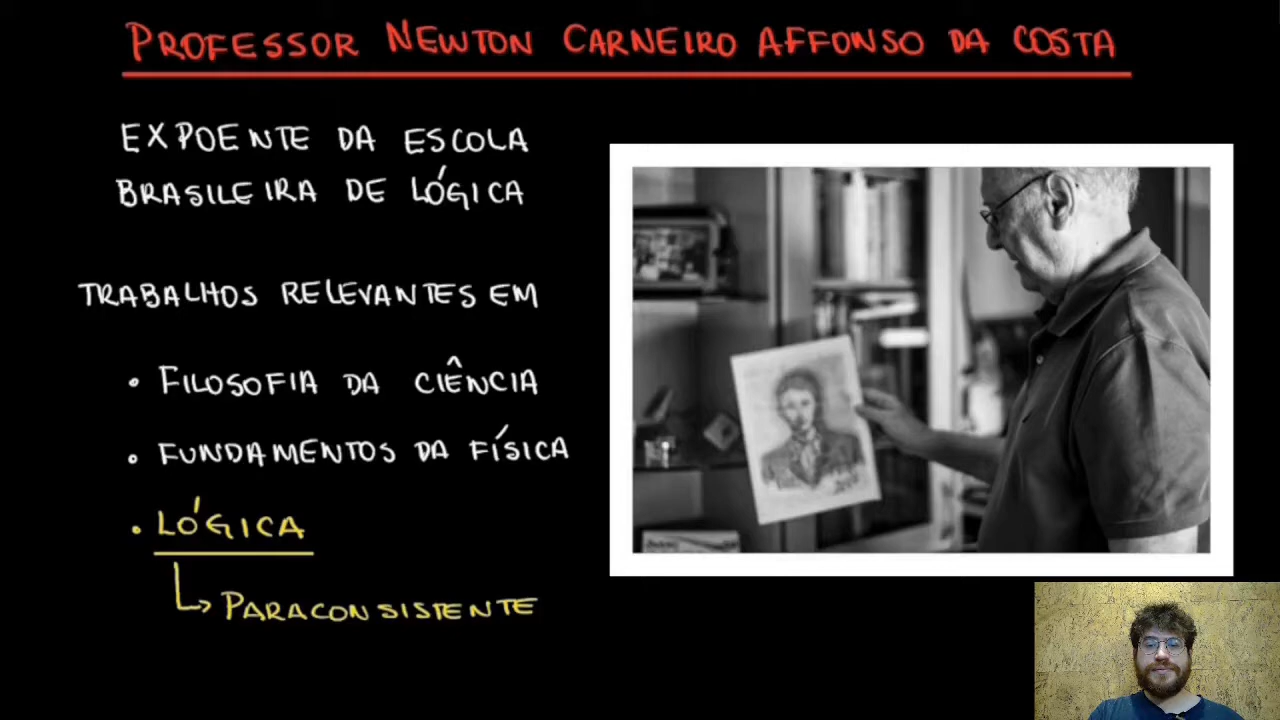 PROFESSOR NEWTON CARNEIRO AFFONSO DA COSTA
EXPOENTE DA ESCOLA
BRASILEIRA DE LÓGICA
TRABALHOS RELEVANTES EM
• FILOSOFIA DA CIÊNCIA
• FUNDAMENTOS DA FÍSICA
• LÓGICA
↳ PARACONSISTENTE